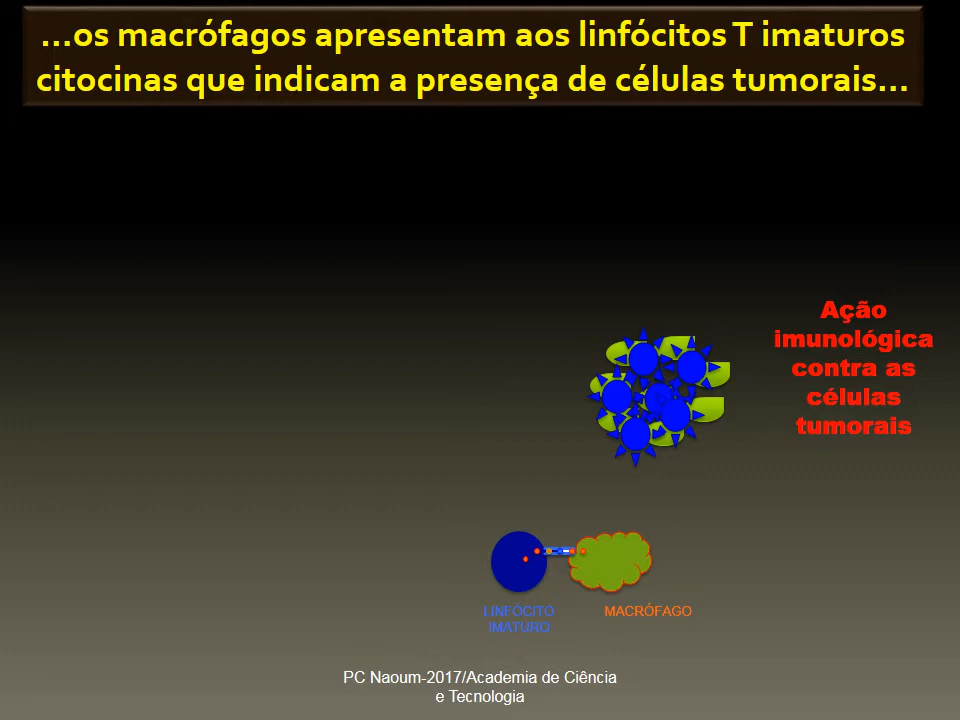 ...os macrófagos apresentam aos linfócitos T imaturos
citocinas que indicam a presença de células tumorais...
Ação
imunológica
contra as
células
tumorais
LINFÓCITO
IMATURO
MACRÓFAGO
PC Naoum-2017/Academia de Ciência
e Tecnologia